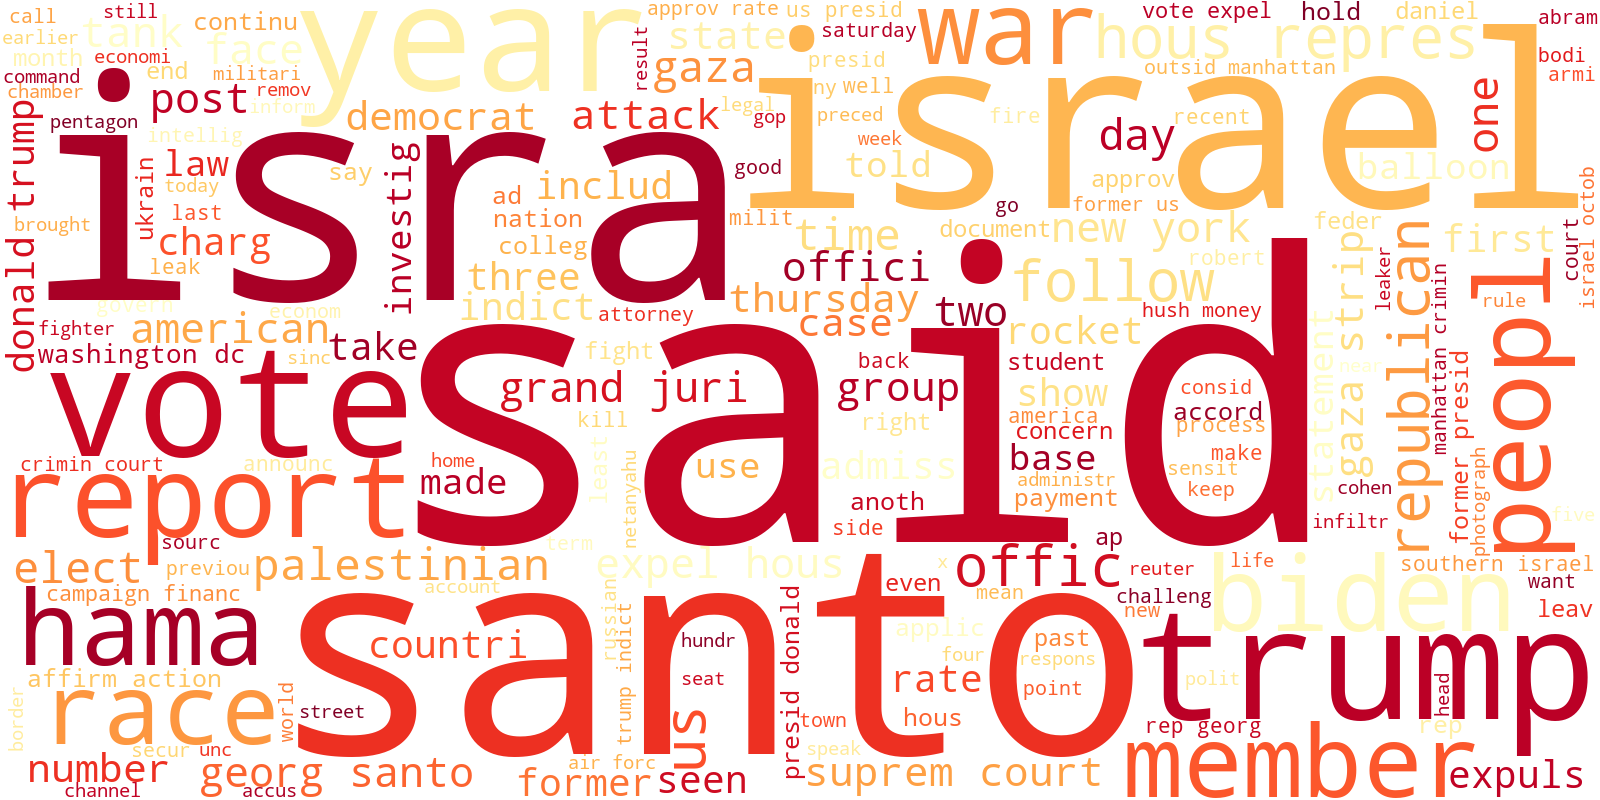 call
still
earlier
tank
continu
year
approv rate
us presid
war
vote expel
hold
daniel
abram
month
economi
face
result
state
saturday
hous repres
bodi
command
end
militari
gaza
presid
outsid manhattan
armi
chamber
post
remov
inform
israel
ny
well
pentagon
democrat
attack
legal
gop
preced
fire
recent
one
donald trump
intellig
isra
week
day
law
say
investig
good
told
balloon
ukrain
today
includ
approv
israel octob
brought
last
ad
nation
milit
go
former us
charg
colleg
time
document
new york
feder
first
court
leak
three
offici
robert
leaker
govern
econom
indict
thursday
follow
peopl
rule
fighter
american
attorney
case
two
hush money
statement
gaza strip
republican
manhattan crimin
washington dc
sinc
take
fight
back
rocket
student
near
vote
said
grand juri
group
show
consid
former presid
kill
right
america
accord
process
crimin court
announc
home
least
use
admiss
concern
make
report
made
base
sensit
photograph
netanyahu
anoth
administr
payment
keep
cohen
side
infiltr
five
sourc
term
ap
elect
previou
palestinian
expel hous
x
offic
reuter
life
southern israel
campaign financ
account
russian
even
mean
challeng
biden
want
hama
santo
new
leav
countri
trump indict
hundr
presid donald
applic
past
trump
affirm action
seat
four
respons
border
race
world
rate
point
polit
head
street
us
town
hous
rep georg
rep
secur
unc
speak
member
number
georg santo
air forc
former
seen
suprem court
expuls
channel
accus